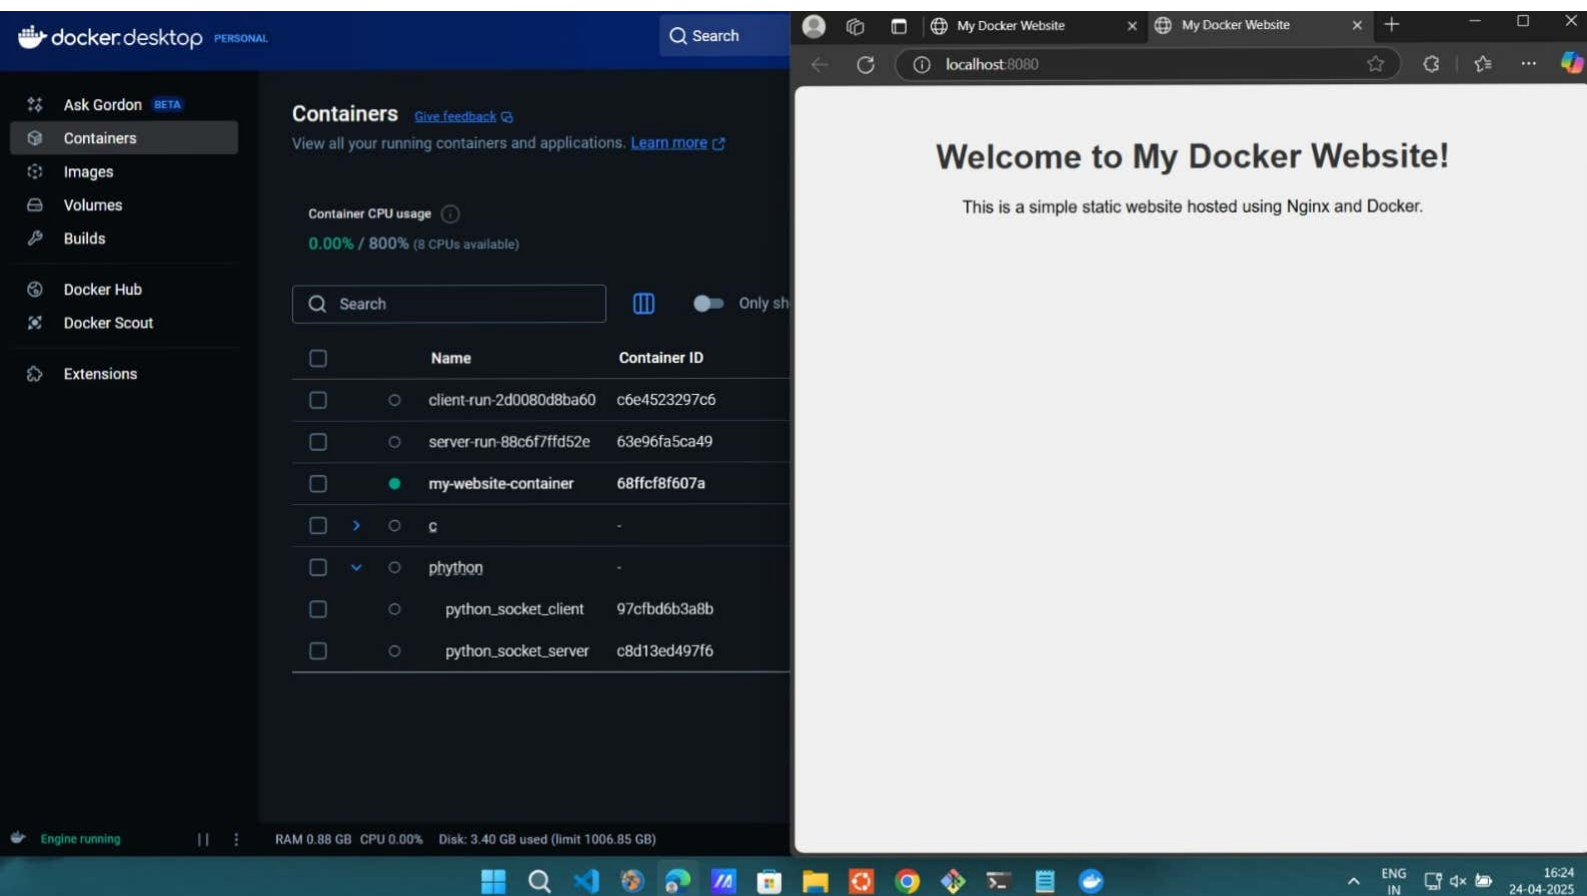 docker.desktop PERSONAL
Search
Ask Gordon BETA
Containers
Images
Volumes
Builds
Docker Hub
Docker Scout
Extensions
Containers Give feedback
View all your running containers and applications. Learn more
Container CPU usage
0.00% / 800% (8 CPUs available)
Search
Only sh
Name Container ID
client-run-2d0080d8ba60 c6e4523297c6
server-run-88c6f7ffd52e 63e96fa5ca49
my-website-container 68ffcf8f607a
c -
phython -
python_socket_client 97cfbd6b3a8b
python_socket_server c8d13ed497f6
Engine running
RAM 0.88 GB CPU 0.00% Disk: 3.40 GB used (limit 1006.85 GB)
My Docker Website
My Docker Website
localhost:8080
Welcome to My Docker Website!
This is a simple static website hosted using Nginx and Docker.
ENG
IN
16:24
24-04-2025